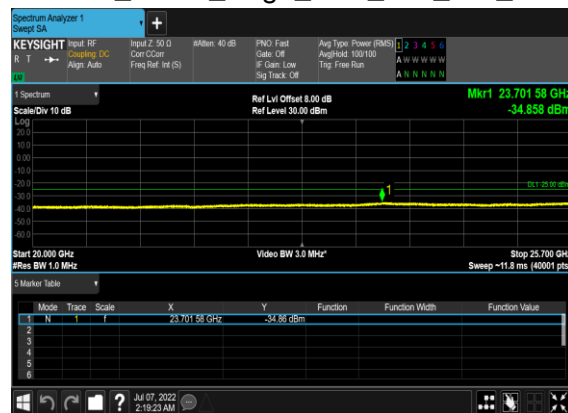 Spectrum Analyzer 1
Swept SA
+
KEYSIGHT Input: RF Input Z: 50 Ω #Atten: 40 dB PNO: Fast Avg Type: Power (RMS) 1 2 3 4 5 6
R T Coupling: DC Corr CCorr Gate: Off Avg|Hold: 100/100 A W W W W W
Align: Auto Freq Ref: Int (S) IF Gain: Low Trig: Free Run
Sig Track: Off A N N N N N
1 Spectrum
Ref Lvl Offset 8.00 dB Mkr1 23.701 58 GHz
Scale/Div 10 dB Ref Level 30.00 dBm -34.858 dBm
Log
20.0
10.0
0.00
-10.0
-20.0
DL1 -25.00 dBm
1
-30.0
-40.0
-50.0
-60.0
Start 20.000 GHz Video BW 3.0 MHz* Stop 25.700 GHz
#Res BW 1.0 MHz Sweep ~11.8 ms (40001 pts)
5 Marker Table
Mode Trace Scale X Y Function Function Width Function Value
1 N 1 f 23.701 58 GHz -34.86 dBm
2
3
4
5
6
? Jul 07, 2022
2:19:23 AM